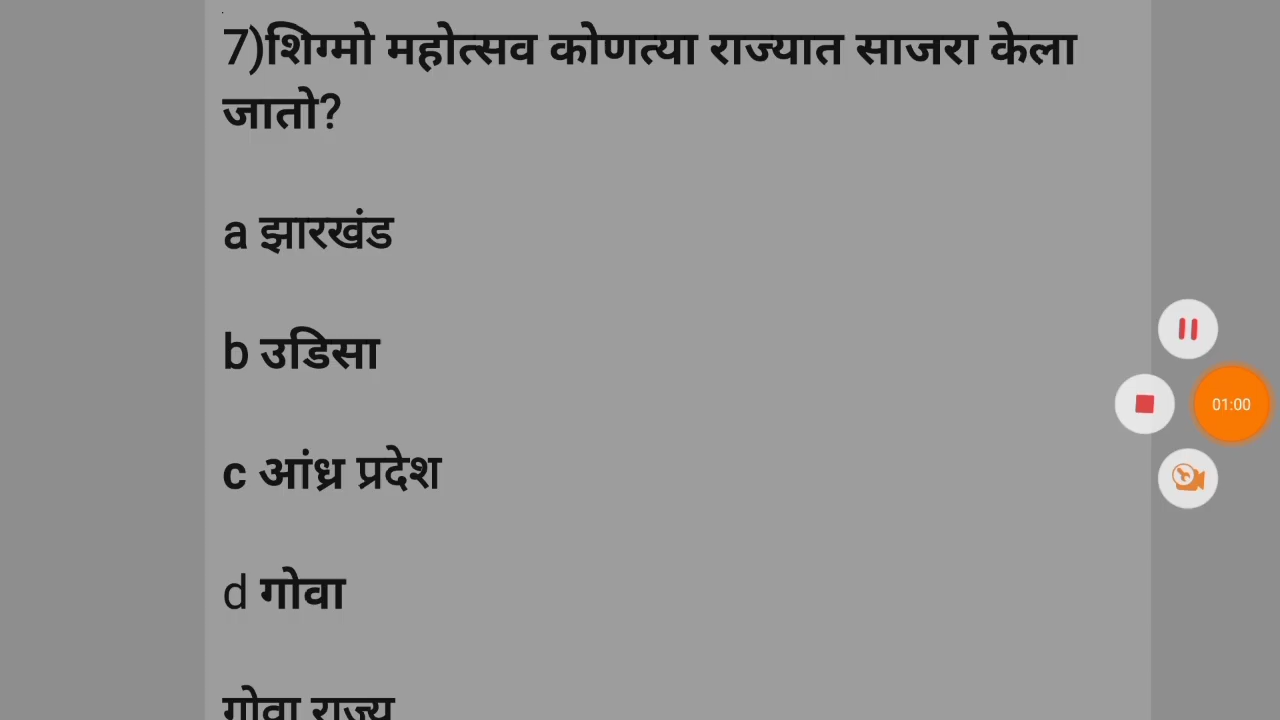 7)शिग्मो महोत्सव कोणत्या राज्यात साजरा केला
जातो?
a झारखंड
b उडिसा
c आंध्र प्रदेश
d गोवा
गोवा राज्य
01:00